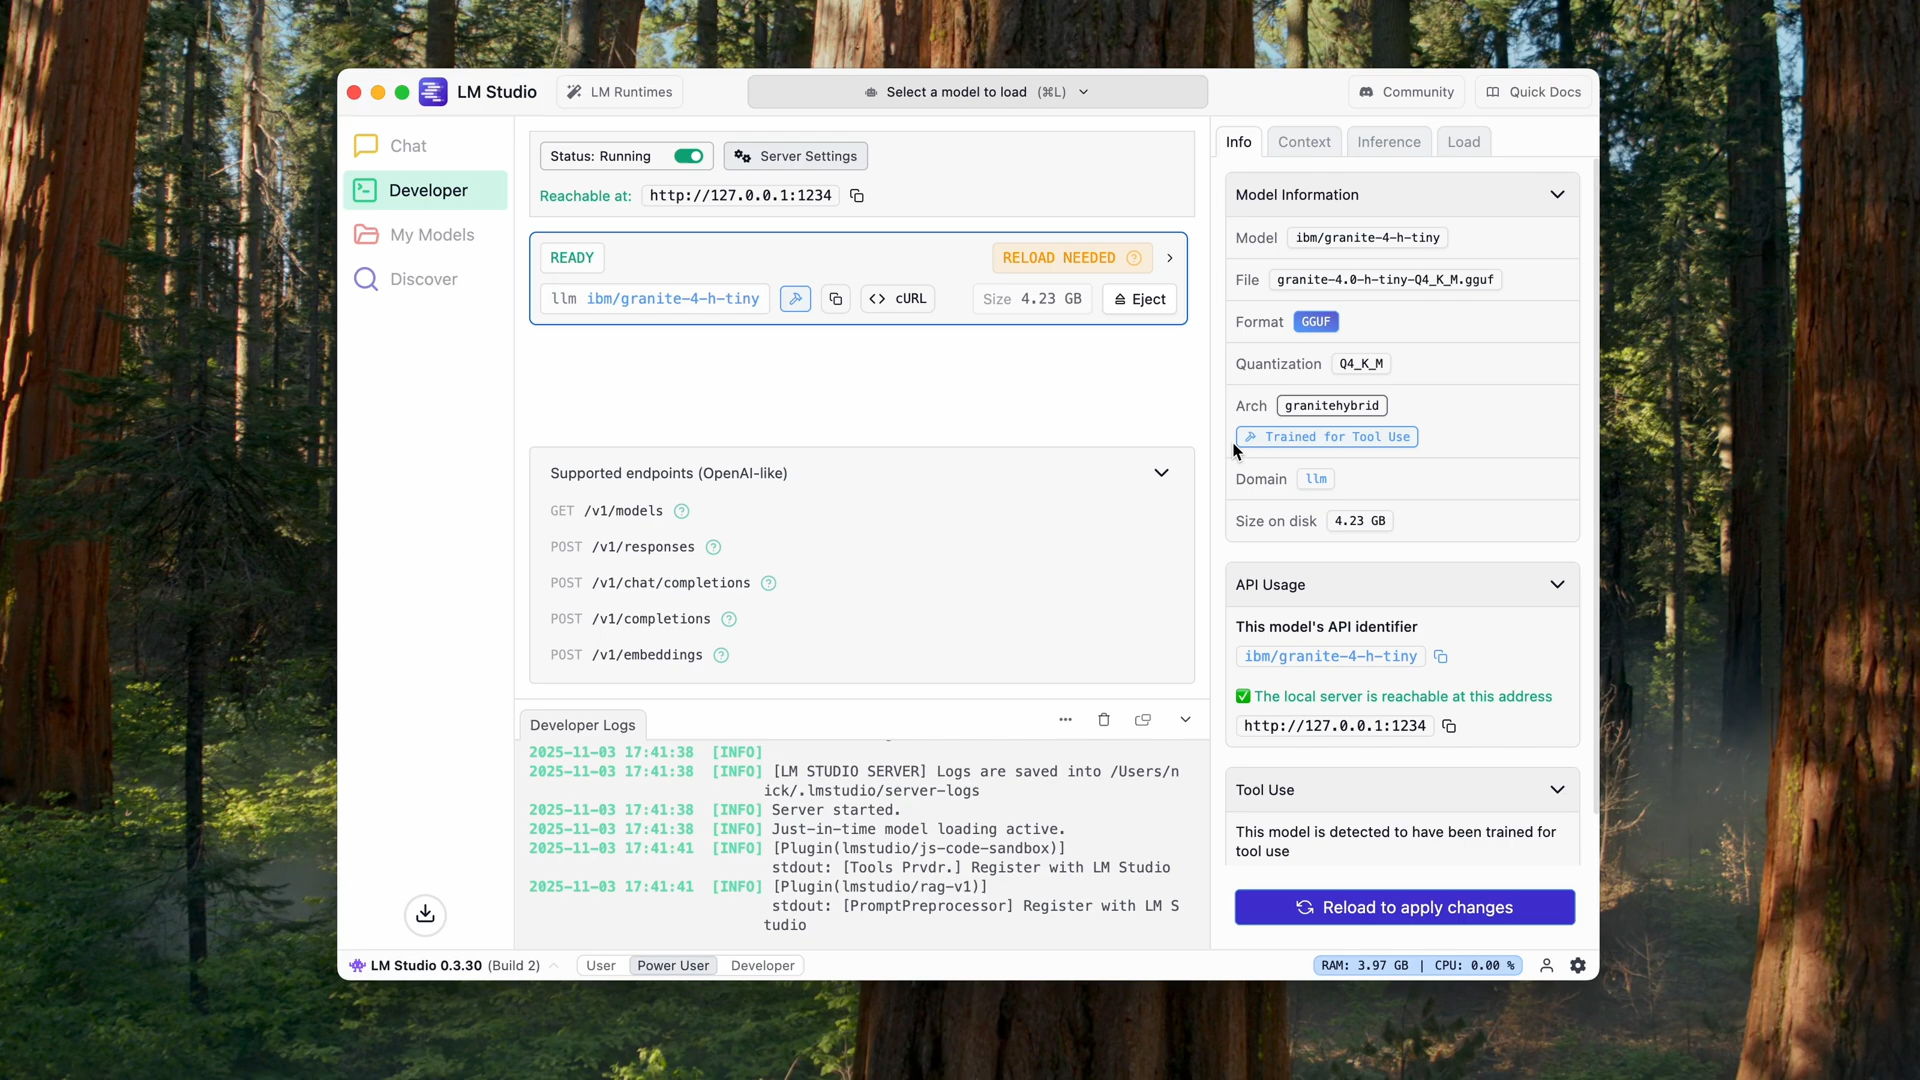 LM Studio
LM Runtimes
Select a model to load (⌘L)
Community
Quick Docs
Chat
Developer
My Models
Discover
Status: Running
Server Settings
Reachable at: http://127.0.0.1:1234
READY
RELOAD NEEDED
llm ibm/granite-4-h-tiny
cURL
Size 4.23 GB
Eject
Supported endpoints (OpenAI-like)
GET /v1/models
POST /v1/responses
POST /v1/chat/completions
POST /v1/completions
POST /v1/embeddings
Developer Logs
2025-11-03 17:41:38 [INFO]
2025-11-03 17:41:38 [INFO] [LM STUDIO SERVER] Logs are saved into /Users/n
ick/.lmstudio/server-logs
2025-11-03 17:41:38 [INFO] Server started.
2025-11-03 17:41:38 [INFO] Just-in-time model loading active.
2025-11-03 17:41:41 [INFO] [Plugin(lmstudio/js-code-sandbox)]
stdout: [Tools Prvdr.] Register with LM Studio
2025-11-03 17:41:41 [INFO] [Plugin(lmstudio/rag-v1)]
stdout: [PromptPreprocessor] Register with LM S
tudio
Info
Context
Inference
Load
Model Information
Model ibm/granite-4-h-tiny
File granite-4.0-h-tiny-Q4_K_M.gguf
Format GGUF
Quantization Q4_K_M
Arch granitehybrid
Trained for Tool Use
Domain llm
Size on disk 4.23 GB
API Usage
This model's API identifier
ibm/granite-4-h-tiny
✅ The local server is reachable at this address
http://127.0.0.1:1234
Tool Use
This model is detected to have been trained for
tool use
Reload to apply changes
LM Studio 0.3.30 (Build 2)
User
Power User
Developer
RAM: 3.97 GB | CPU: 0.00 %